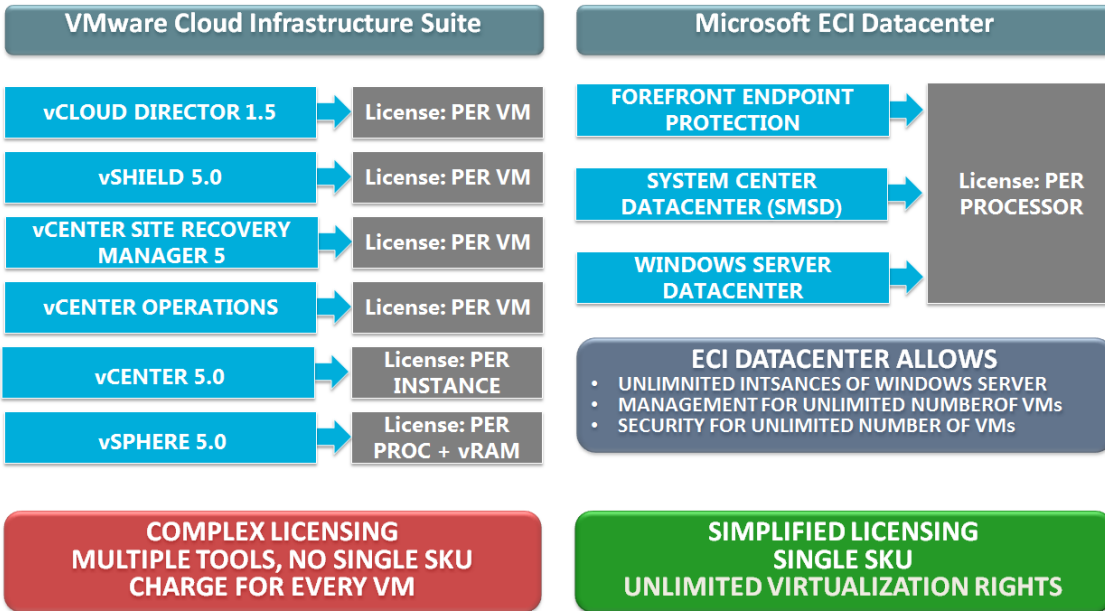 VMware Cloud Infrastructure Suite
vCLOUD DIRECTOR 1.5
License: PER VM
vSHIELD 5.0
License: PER VM
vCENTER SITE RECOVERY
MANAGER 5
License: PER VM
vCENTER OPERATIONS
License: PER VM
vCENTER 5.0
License: PER
INSTANCE
vSPHERE 5.0
License: PER
PROC + vRAM
COMPLEX LICENSING
MULTIPLE TOOLS, NO SINGLE SKU
CHARGE FOR EVERY VM
Microsoft ECI Datacenter
FOREFRONT ENDPOINT
PROTECTION
SYSTEM CENTER
DATACENTER (SMSD)
WINDOWS SERVER
DATACENTER
License: PER
PROCESSOR
ECI DATACENTER ALLOWS
• UNLIMNITED INTSANCES OF WINDOWS SERVER
• MANAGEMENT FOR UNLIMITED NUMBEROF VMs
• SECURITY FOR UNLIMITED NUMBER OF VMs
SIMPLIFIED LICENSING
SINGLE SKU
UNLIMITED VIRTUALIZATION RIGHTS